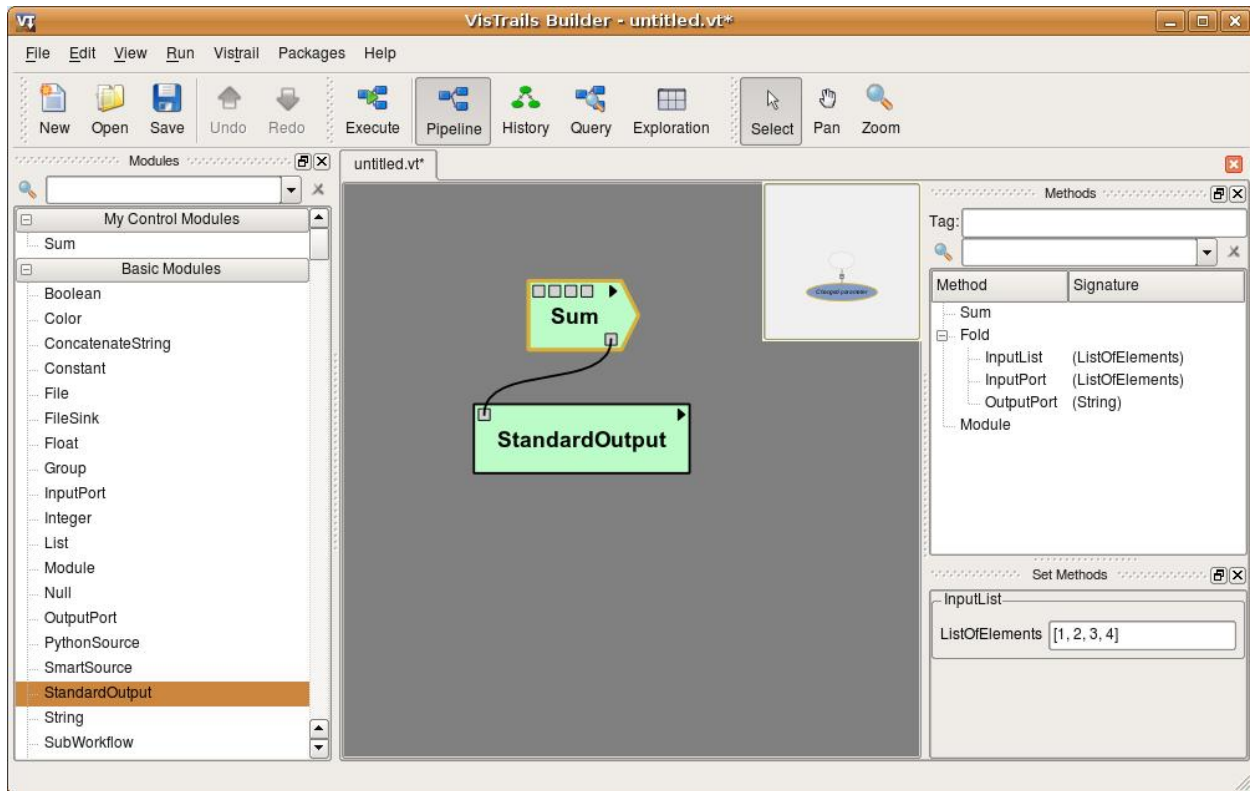 VisTrails Builder - untitled.vt*
File Edit View Run Vistrail Packages Help
New Open Save Undo Redo Execute Pipeline History Query Exploration Select Pan Zoom
Modules
untitled.vt*
My Control Modules
Sum
Basic Modules
Boolean
Color
ConcatenateString
Constant
File
FileSink
Float
Group
InputPort
Integer
List
Module
Null
OutputPort
PythonSource
SmartSource
StandardOutput
String
SubWorkflow
Sum
StandardOutput
Changed parameter
Methods
Tag:
Method Signature
Sum
Fold
InputList (ListOfElements)
InputPort (ListOfElements)
OutputPort (String)
Module
Set Methods
InputList
ListOfElements [1, 2, 3, 4]